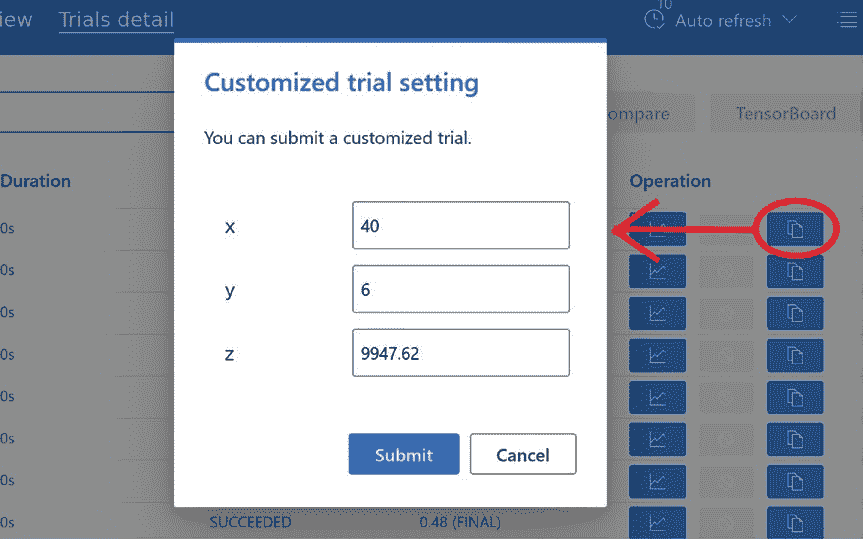 iew Trials detail 10 Auto refresh
Customized trial setting
You can submit a customized trial.
ompare TensorBoard
Duration Operation
x 40
0s
0s
y 6
0s
z 9947.62
0s
0s
0s
Submit Cancel
0s
0s SUCCEEDED 0.48 (FINAL)